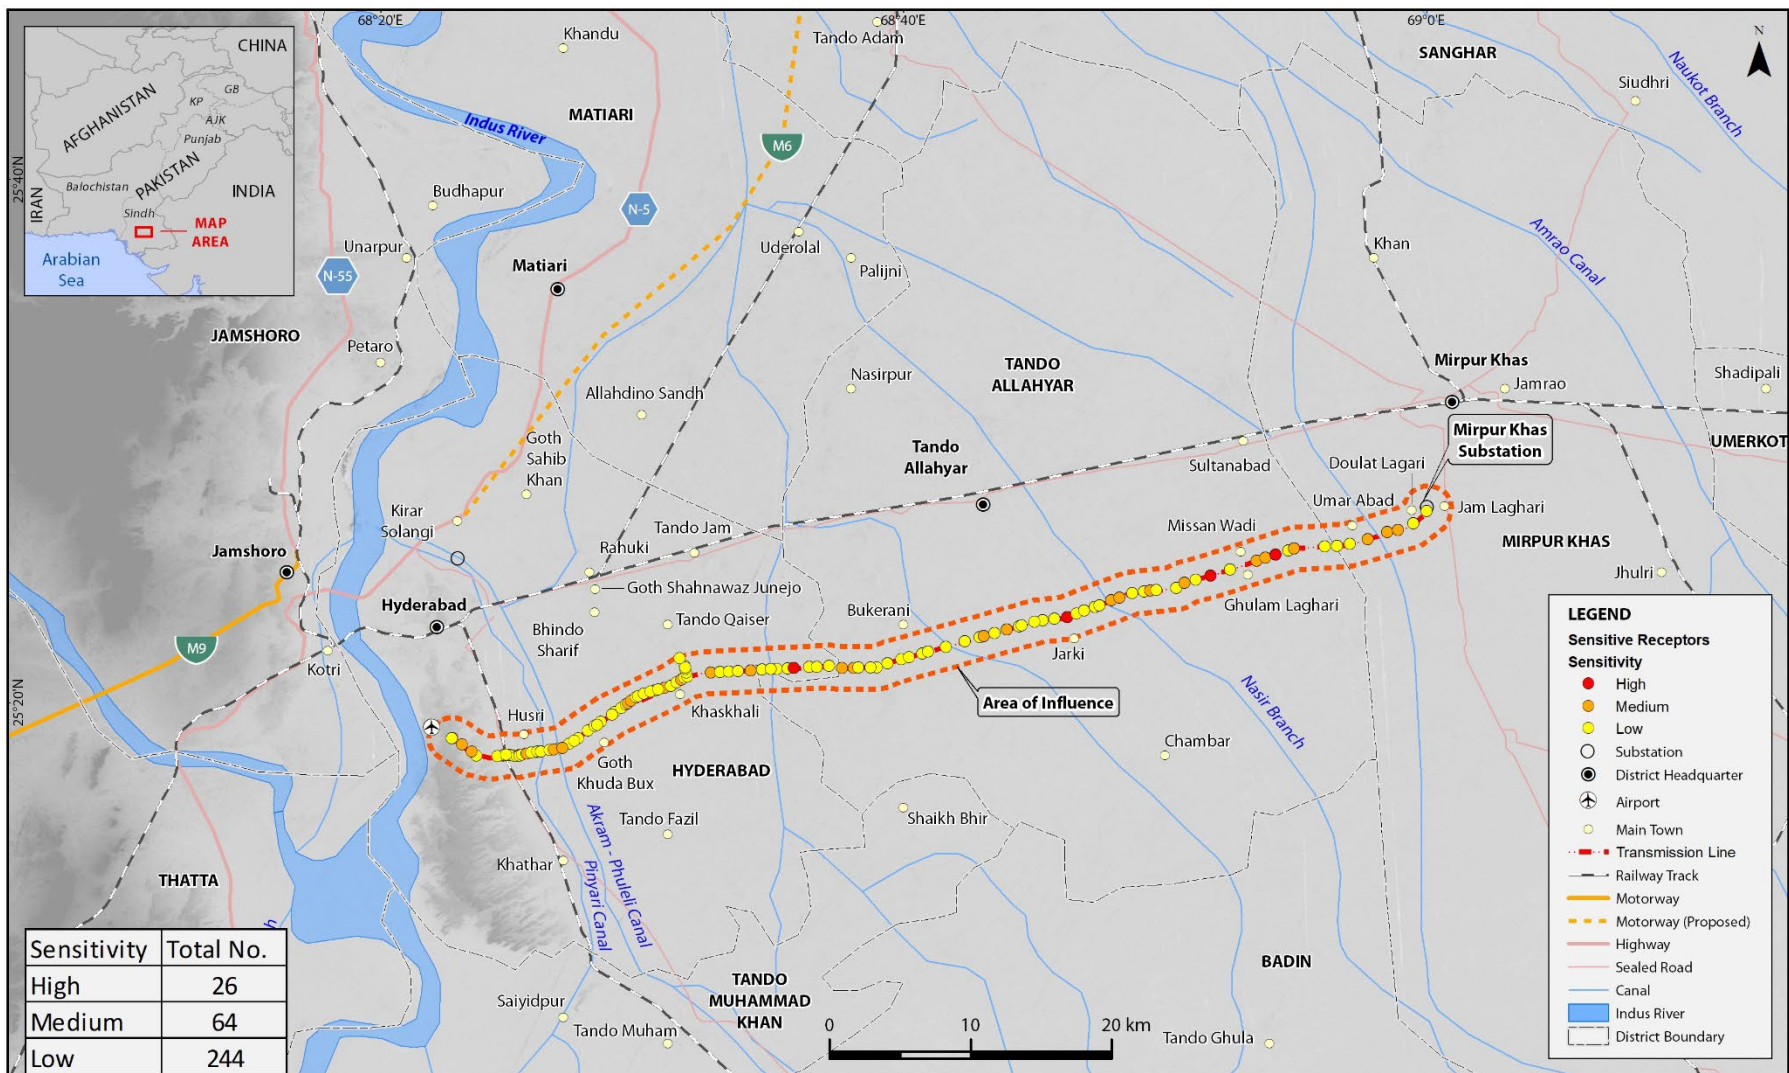 68°20'E
68°40'E
69°0'E
25°40'N
25°20'N
N
CHINA
AFGHANISTAN
KP
GB
AJK
Punjab
PAKISTAN
Balochistan
INDIA
IRAN
Sindh
MAP
AREA
Arabian
Sea
Khandu
Tando Adam
SANGHAR
Siudhri
Naukot Branch
MATIARI
Indus River
M6
Budhapur
N-5
Unarpur
Uderolal
Khan
Amrao Canal
N-55
Matiari
Palijni
JAMSHORO
Petaro
TANDO
ALLAHYAR
Mirpur Khas
Nasirpur
Jamrao
Shadipali
Allahdino Sandh
Goth
Sahib
Khan
Tando
Allahyar
Sultanabad
Doulat Lagari
Mirpur Khas
Substation
UMERKOT
Umar Abad
Jam Laghari
Kirar
Solangi
Tando Jam
Missan Wadi
MIRPUR KHAS
Jamshoro
Rahuki
Goth Shahnawaz Junejo
Jhulri
Hyderabad
Bhindo
Sharif
Tando Qaiser
Bukerani
Ghulam Laghari
M9
Kotri
Jarki
Khaskhali
Area of Influence
Nasir Branch
Husri
Goth
Khuda Bux
HYDERABAD
Chambar
Tando Fazil
Shaikh Bhir
Akram - Phuleli Canal
Pinyari Canal
Khathar
THATTA
TANDO
MUHAMMAD
KHAN
BADIN
Saiyidpur
Tando Muham
Tando Ghula
0 10 20 km
Sensitivity Total No.
High 26
Medium 64
Low 244
LEGEND
Sensitive Receptors
Sensitivity
High
Medium
Low
Substation
District Headquarter
Airport
Main Town
Transmission Line
Railway Track
Motorway
Motorway (Proposed)
Highway
Sealed Road
Canal
Indus River
District Boundary